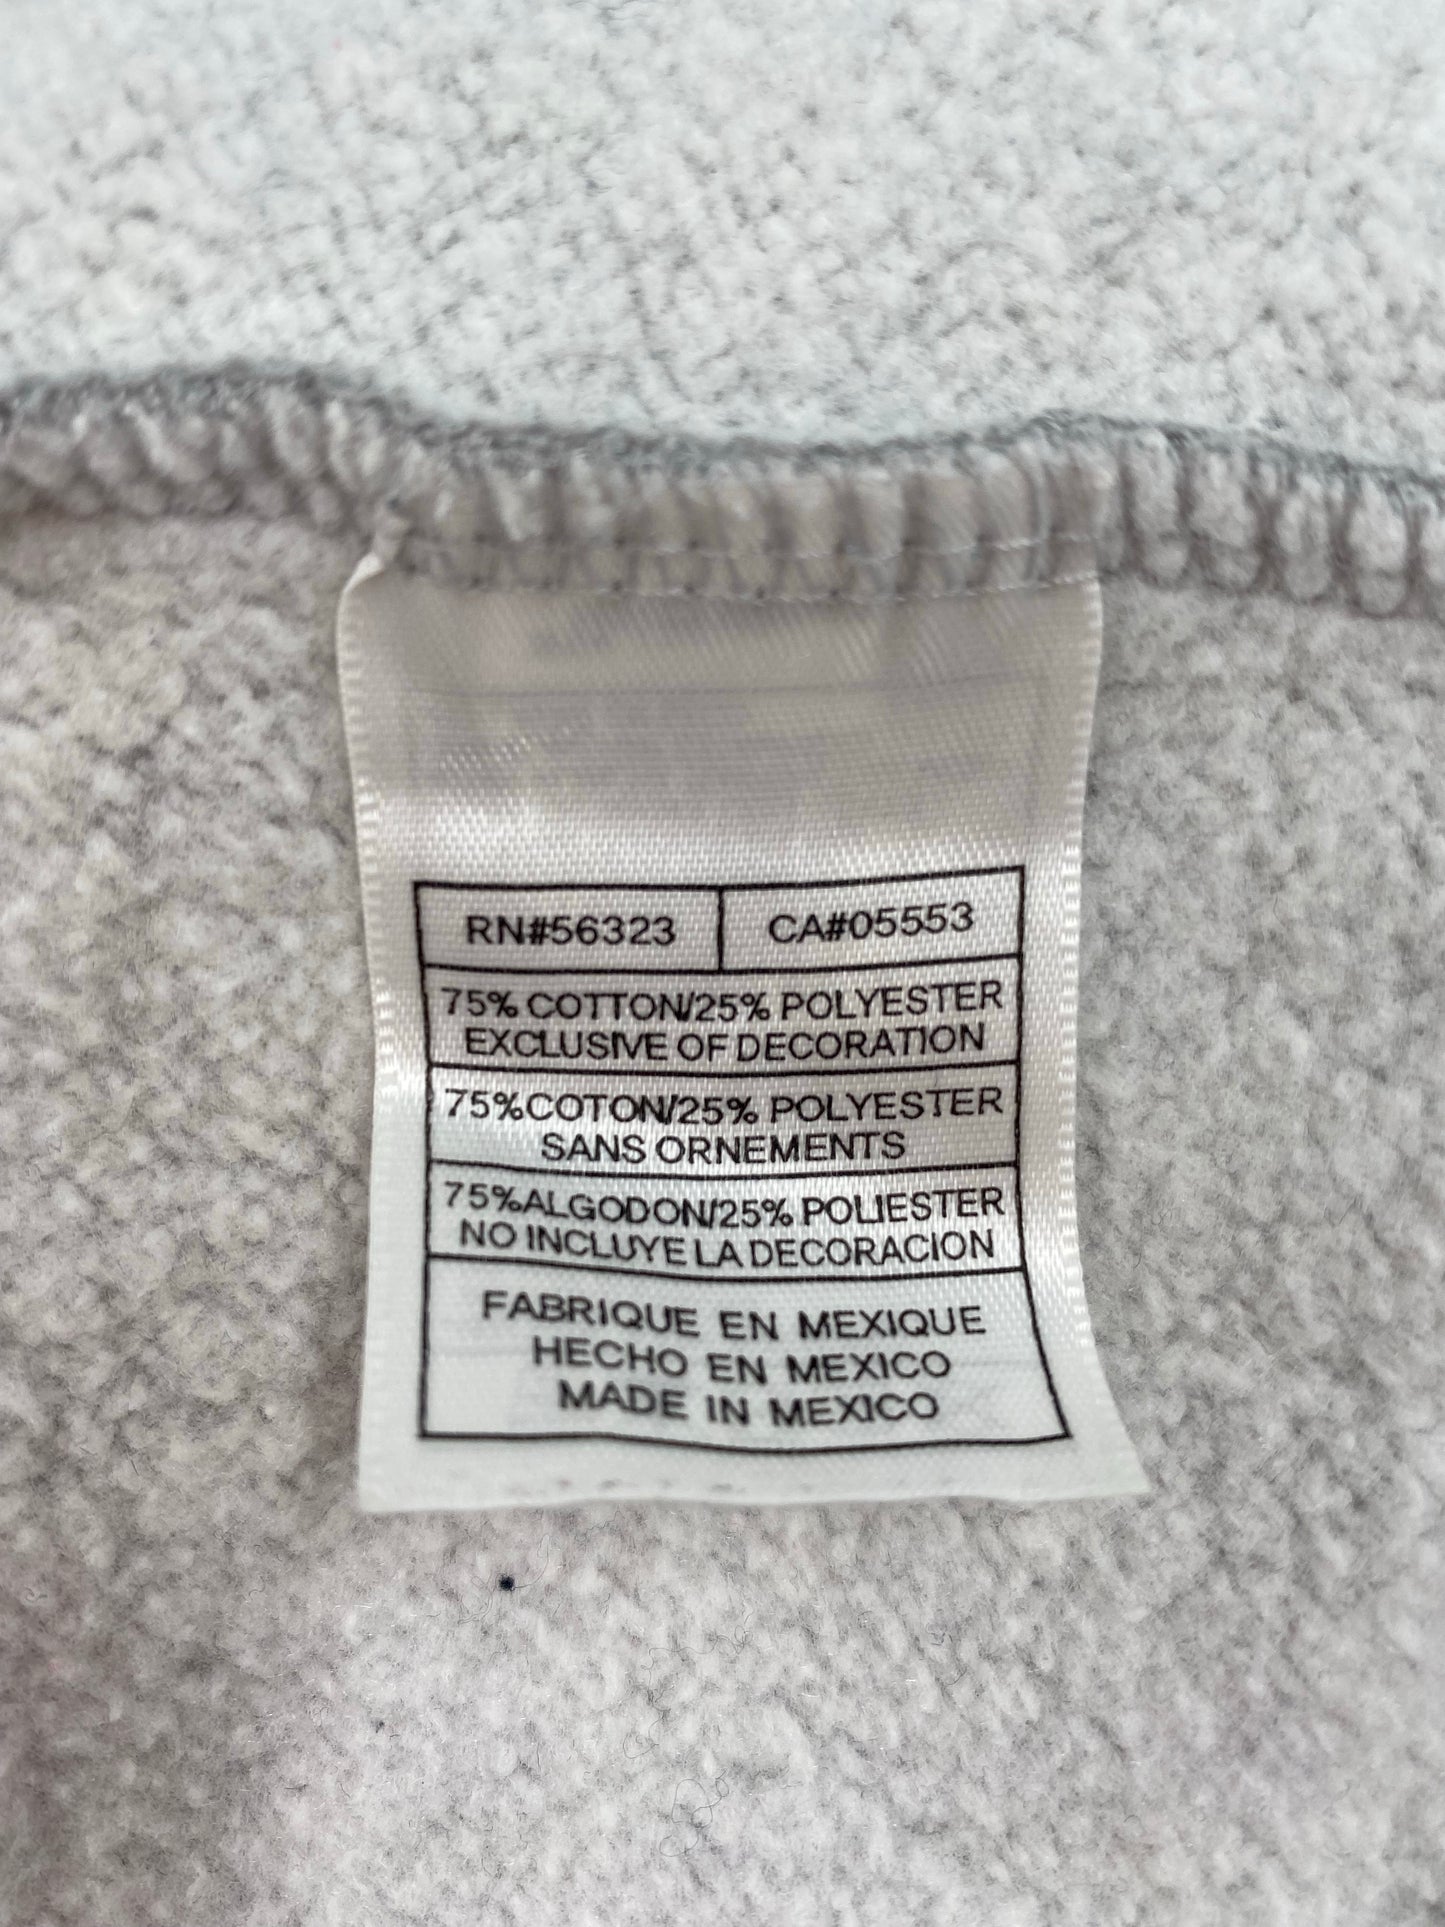 RN#56323 CA#05553
75% COTTON/25% POLYESTER
EXCLUSIVE OF DECORATION
75%COTON/25% POLYESTER
SANS ORNEMENTS
75%ALGODON/25% POLIESTER
NO INCLUYE LA DECORACION
FABRIQUE EN MEXIQUE
HECHO EN MEXICO
MADE IN MEXICO